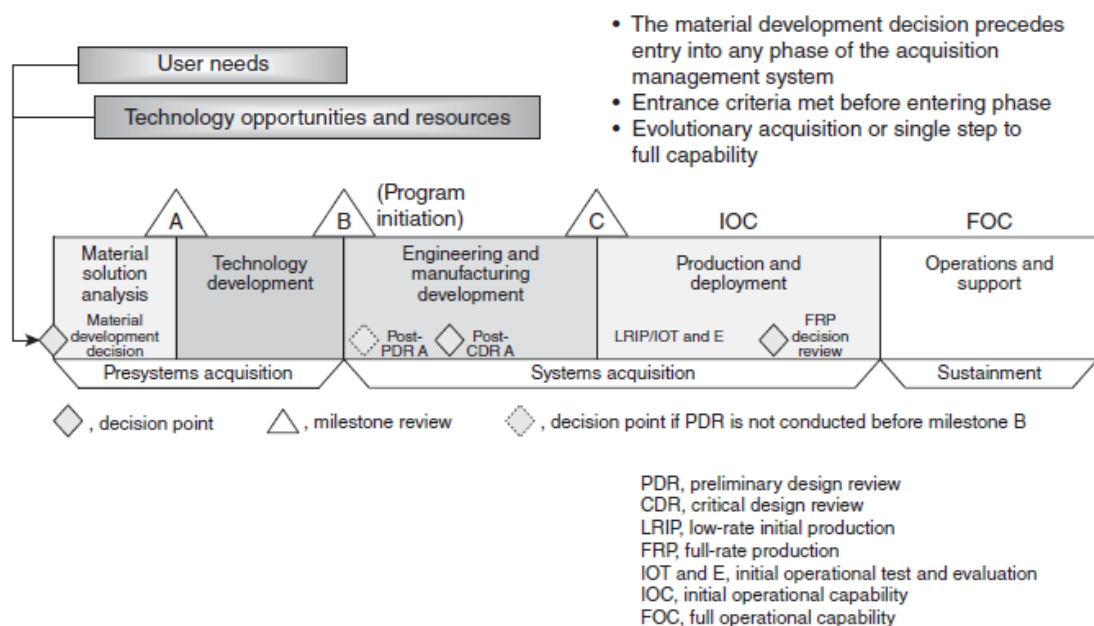 • The material development decision precedes
entry into any phase of the acquisition
management system
• Entrance criteria met before entering phase
• Evolutionary acquisition or single step to
full capability
User needs
Technology opportunities and resources
A
B
(Program
initiation)
C
IOC
FOC
Material
solution
analysis
Technology
development
Engineering and
manufacturing
development
Production and
deployment
Operations and
support
Material
development
decision
Post-
PDR A
Post-
CDR A
LRIP/IOT and E
FRP
decision
review
Presystems acquisition
Systems acquisition
Sustainment
, decision point
, milestone review
, decision point if PDR is not conducted before milestone B
PDR, preliminary design review
CDR, critical design review
LRIP, low-rate initial production
FRP, full-rate production
IOT and E, initial operational test and evaluation
IOC, initial operational capability
FOC, full operational capability